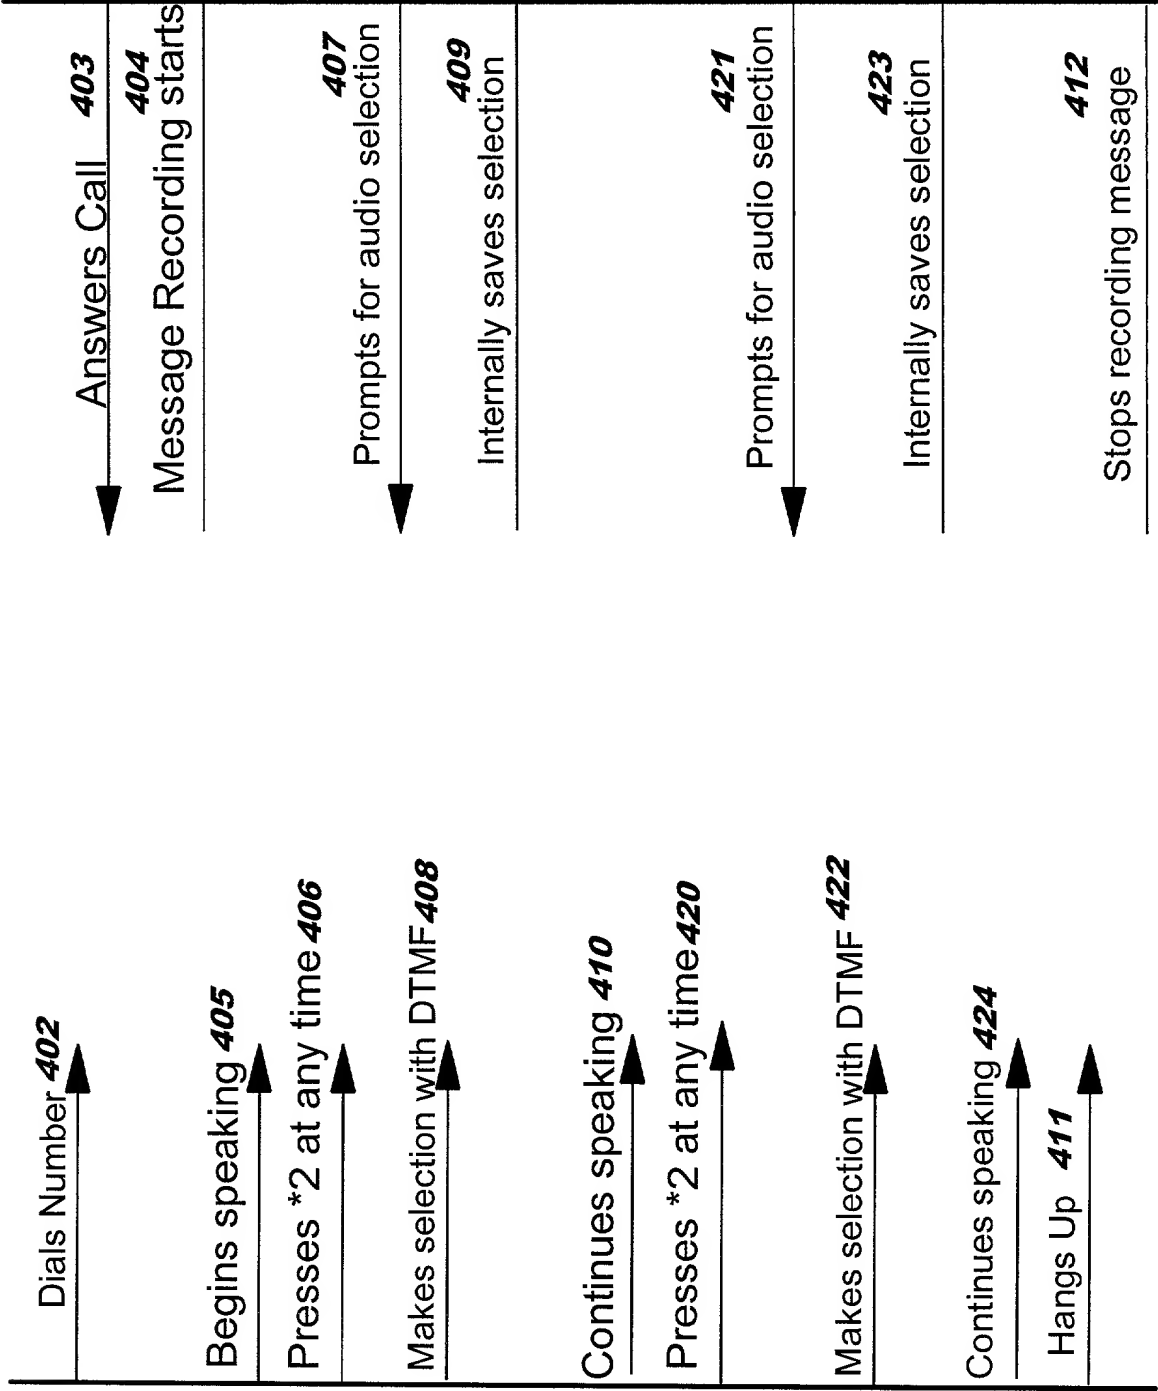 Dials Number 402
Answers Call 403
404
Message Recording starts
Begins speaking 405
Presses *2 at any time 406
407
Prompts for audio selection
Makes selection with DTMF 408
409
Internally saves selection
Continues speaking 410
Presses *2 at any time 420
421
Prompts for audio selection
Makes selection with DTMF 422
423
Internally saves selection
Continues speaking 424
Hangs Up 411
412
Stops recording message